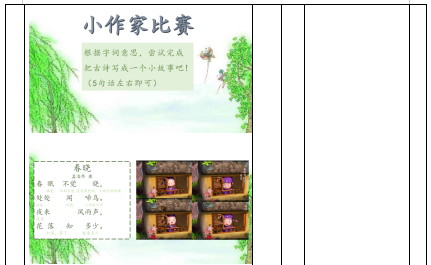 小作家比赛
根据字词意思，尝试完成
把古诗写成一个小故事吧！
（5句话左右即可）
春晓
春 眠 不觉 晓，
处处 闻 啼鸟。
夜来 风雨声，
花 落 知 多少。